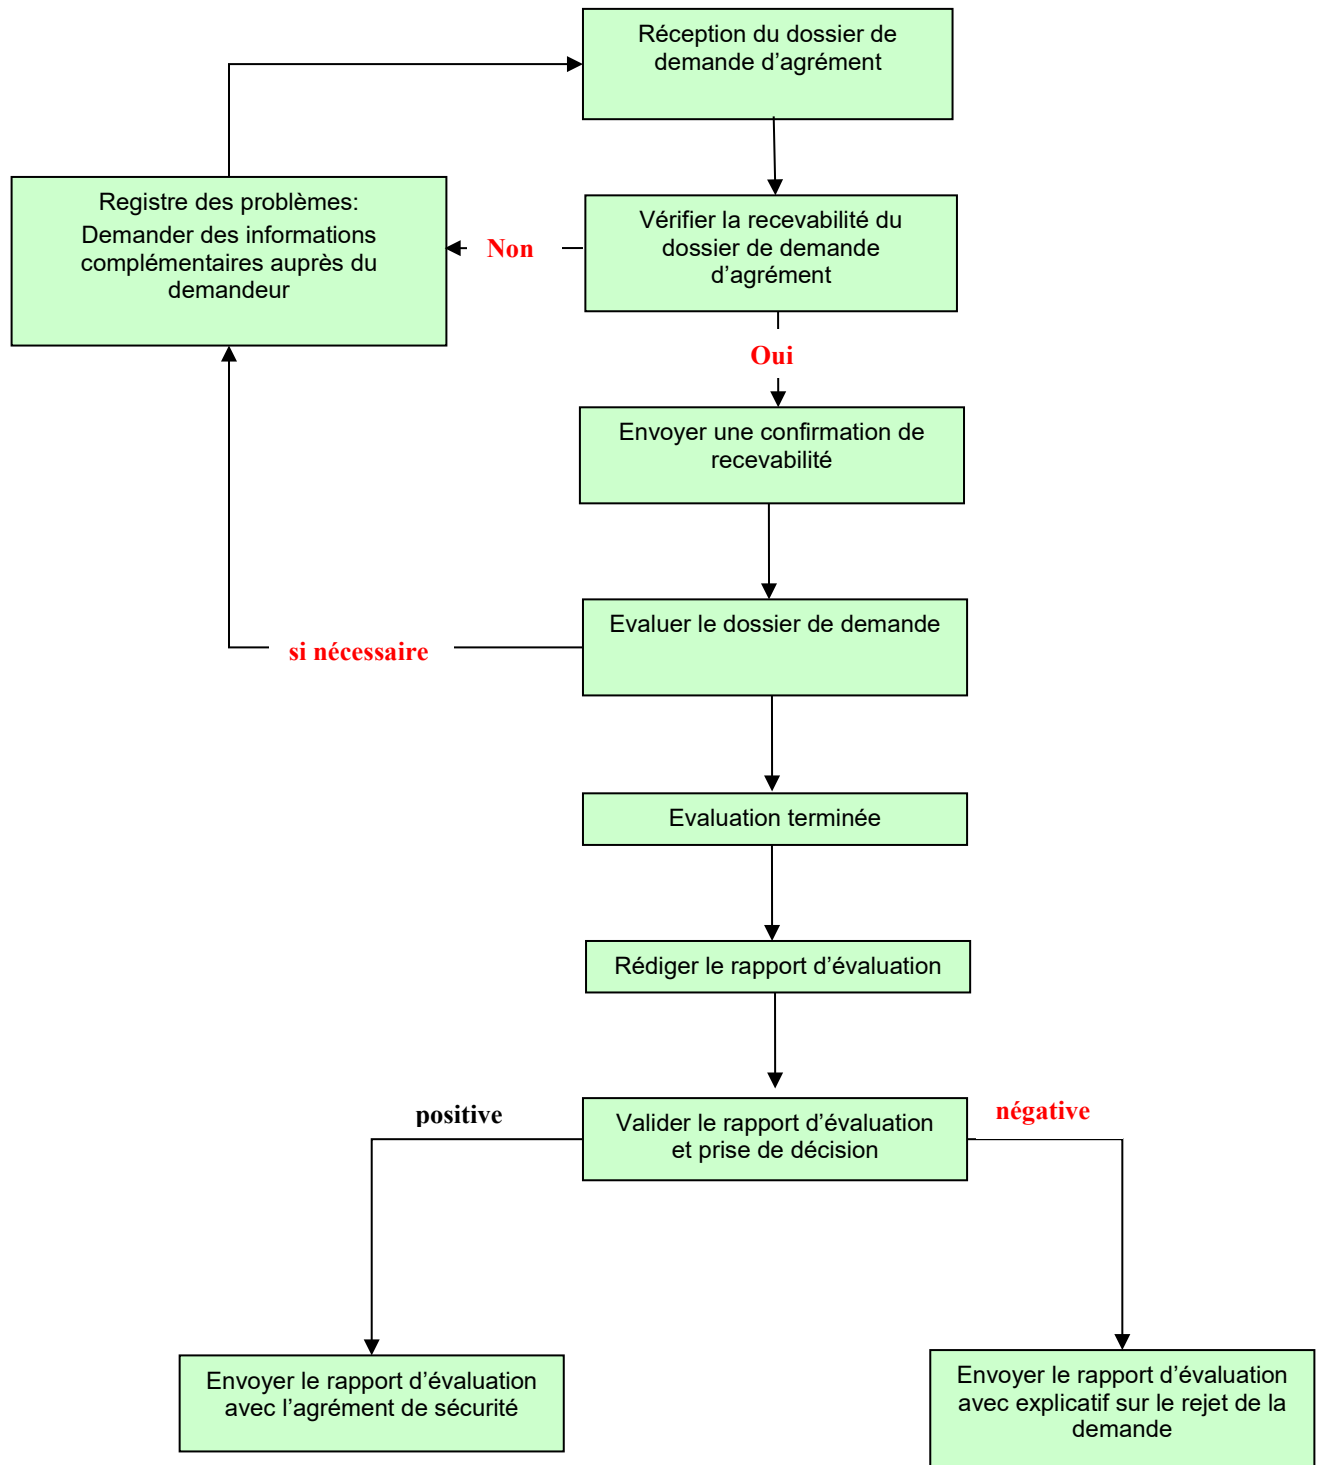 Réception du dossier de
demande d’agrément
Registre des problèmes:
Demander des informations
complémentaires auprès du
demandeur
Non
Vérifier la recevabilité du
dossier de demande
d’agrément
Oui
Envoyer une confirmation de
recevabilité
Evaluer le dossier de demande
si nécessaire
Evaluation terminée
Rédiger le rapport d’évaluation
positive
Valider le rapport d’évaluation
et prise de décision
négative
Envoyer le rapport d’évaluation
avec l’agrément de sécurité
Envoyer le rapport d’évaluation
avec explicatif sur le rejet de la
demande